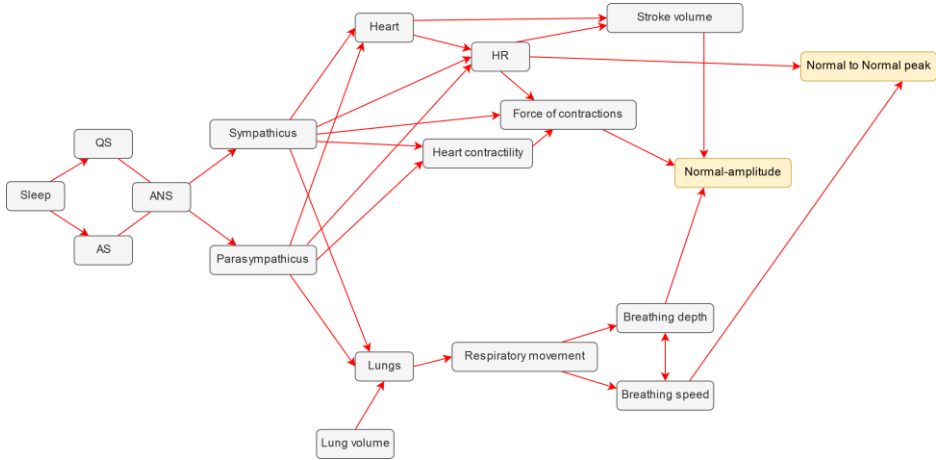 Stroke volume
Heart
HR
Normal to Normal peak
Force of contractions
Sympathicus
QS
Heart contractility
Normal-amplitude
Sleep
ANS
AS
Parasympathicus
Breathing depth
Respiratory movement
Lungs
Breathing speed
Lung volume